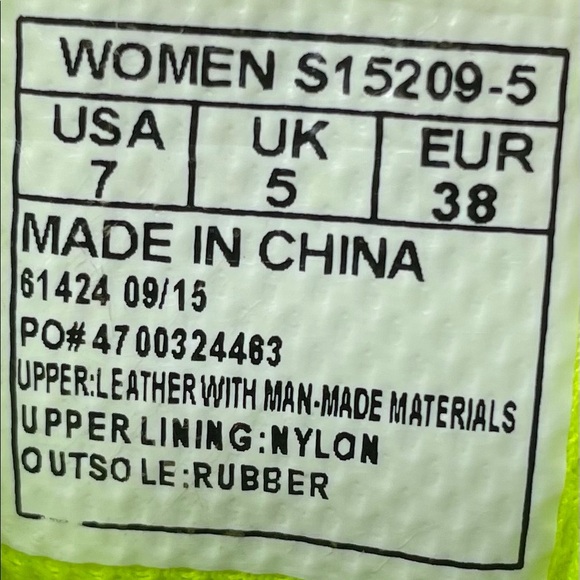 WOMEN S15209-5
USA UK EUR
7 5 38
MADE IN CHINA
61424 09/15
PO# 4700324463
UPPER:LEATHER WITH MAN-MADE MATERIALS
UPPER LINING:NYLON
OUTSOLE:RUBBER